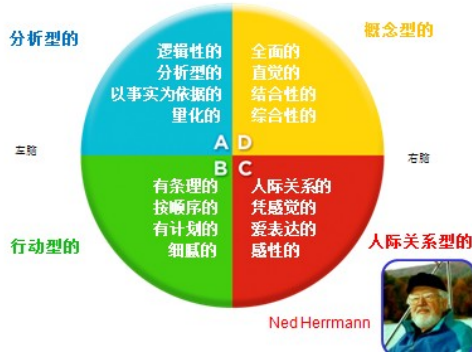 分析型的
概念型的
逻辑性的
分析型的
以事实为依据的
量化的
全面的
直觉的
结合性的
综合性的
A D
B C
左脑
右脑
有条理的
按顺序的
有计划的
细腻的
人际关系的
凭感觉的
爱表达的
感性的
行动型的
人际关系型的
Ned Herrmann